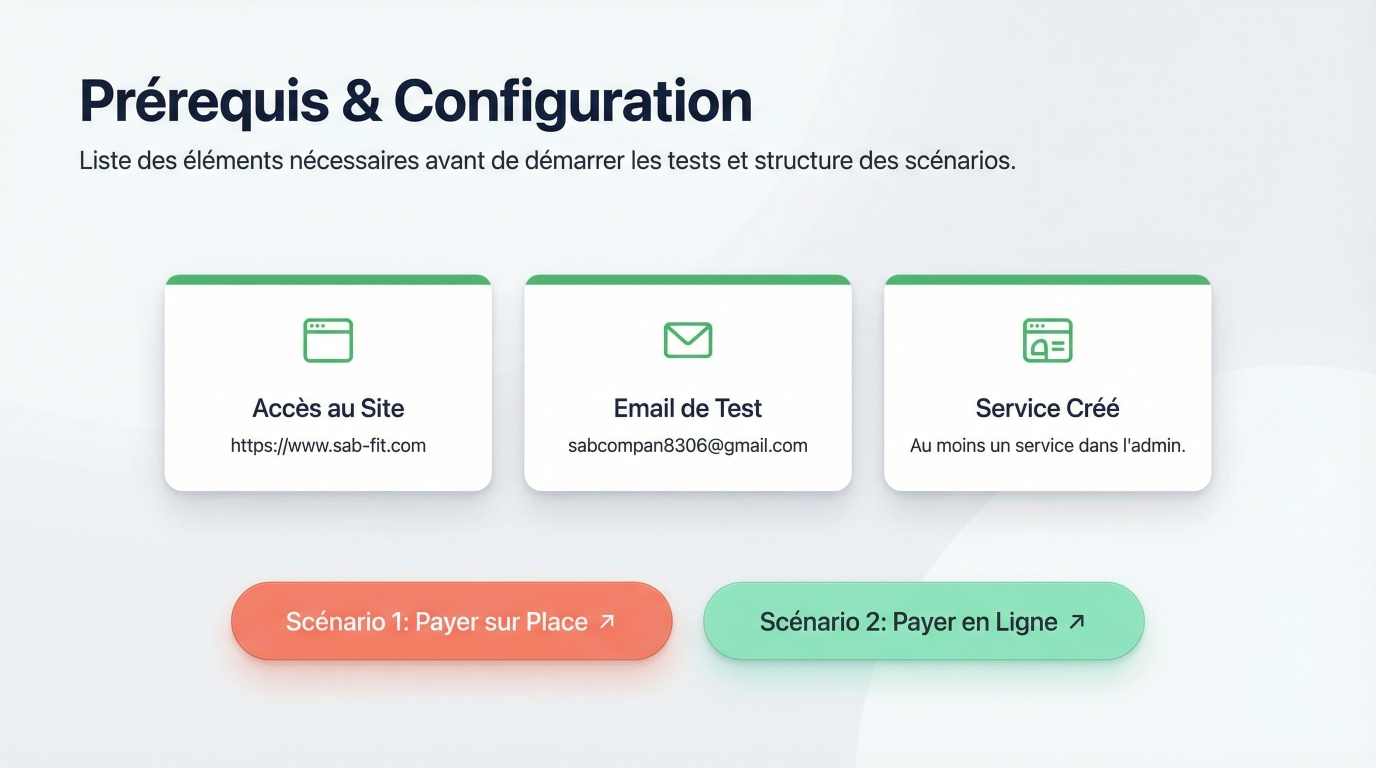 Prérequis & Configuration
Liste des éléments nécessaires avant de démarrer les tests et structure des scénarios.
Accès au Site
https://www.sab-fit.com
Email de Test
sabcompan8306@gmail.com
Service Créé
Au moins un service dans l'admin.
Scénario 1: Payer sur Place ↗
Scénario 2: Payer en Ligne ↗